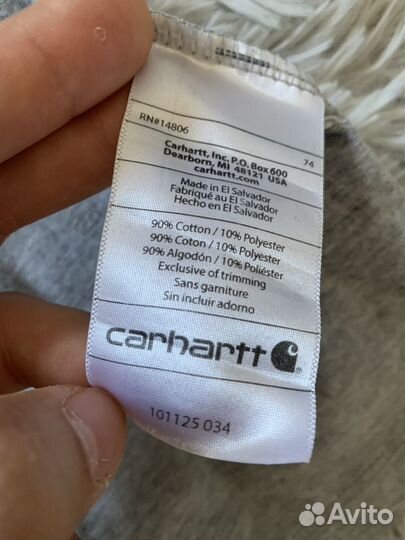 RN#14806 74
Carhartt, Inc. P.O. Box 600
Dearborn, MI 48121 USA
carhartt.com
Made in El Salvador
Fabriqué au El Salvador
Hecho en El Salvador
90% Cotton / 10% Polyester
90% Coton / 10% Polyester
90% Algodón / 10% Poliéster
Exclusive of trimming
Sans garniture
Sin incluir adorno
carhartt
101125 034
Avito